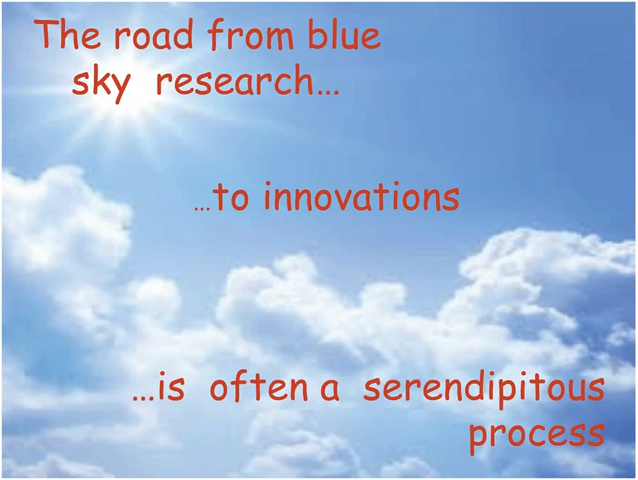 The road from blue
sky research...
...to innovations
...is often a serendipitous
process